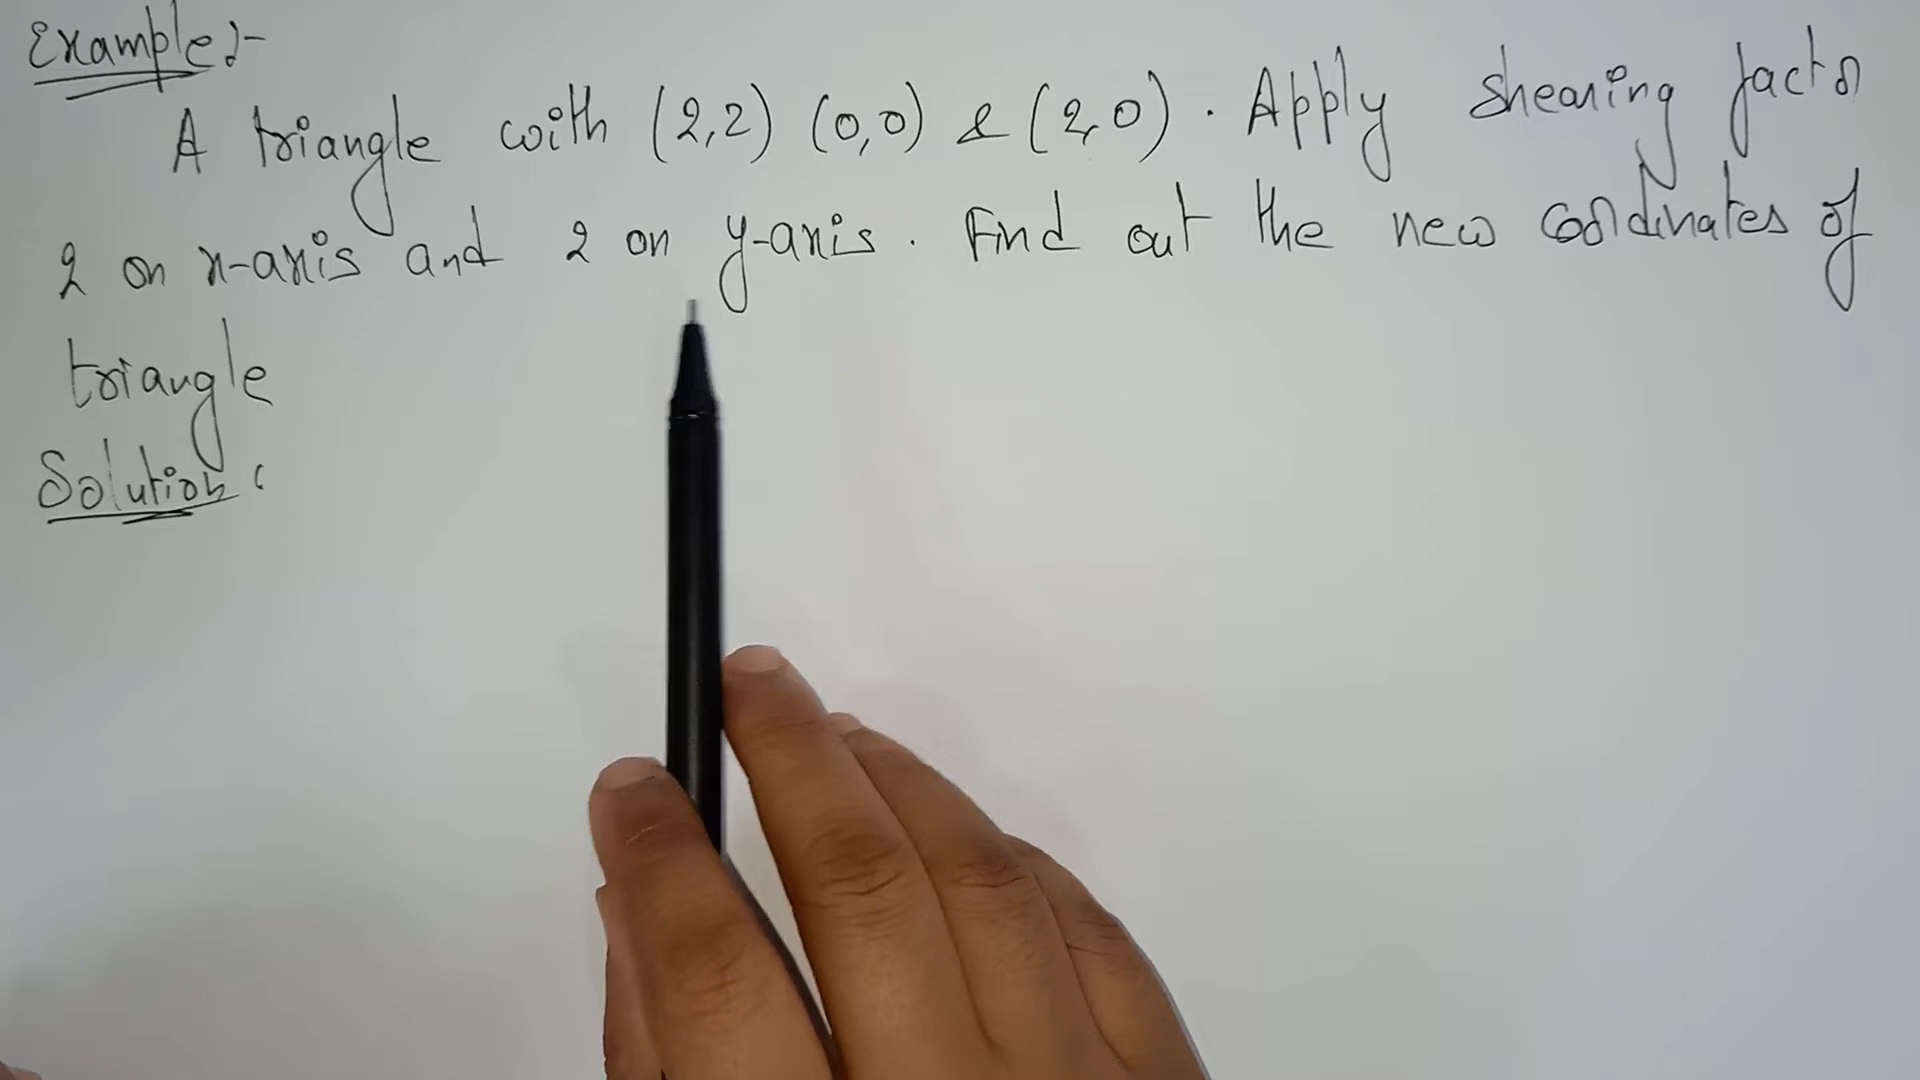 Example:-
A triangle with (2,2) (0,0) & (2,0). Apply shearing factor
2 on x-axis and 2 on y-axis. Find out the new coordinates of
triangle
Solution: